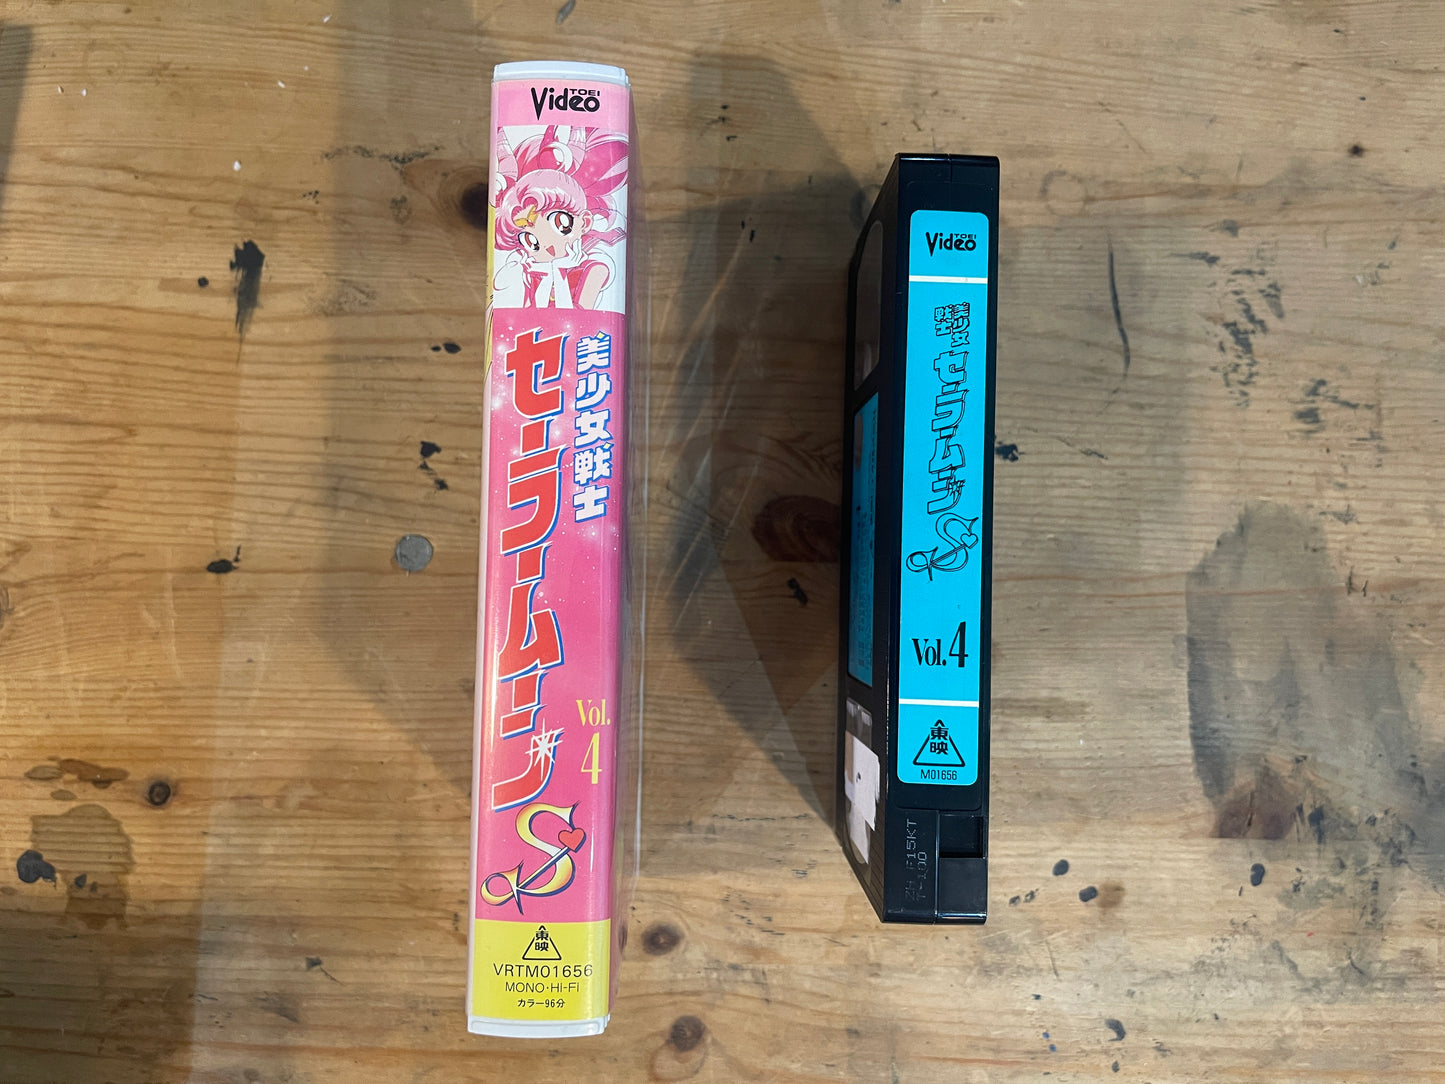 TOEI
Video
美少女戦士
セーラームーン
S
Vol.
4
東映
VRTM01656
MONO・Hi-Fi
カラー96分
TOEI
Video
美少女
戦士
セーラームーン
S
Vol.4
東映
M01656
T-100